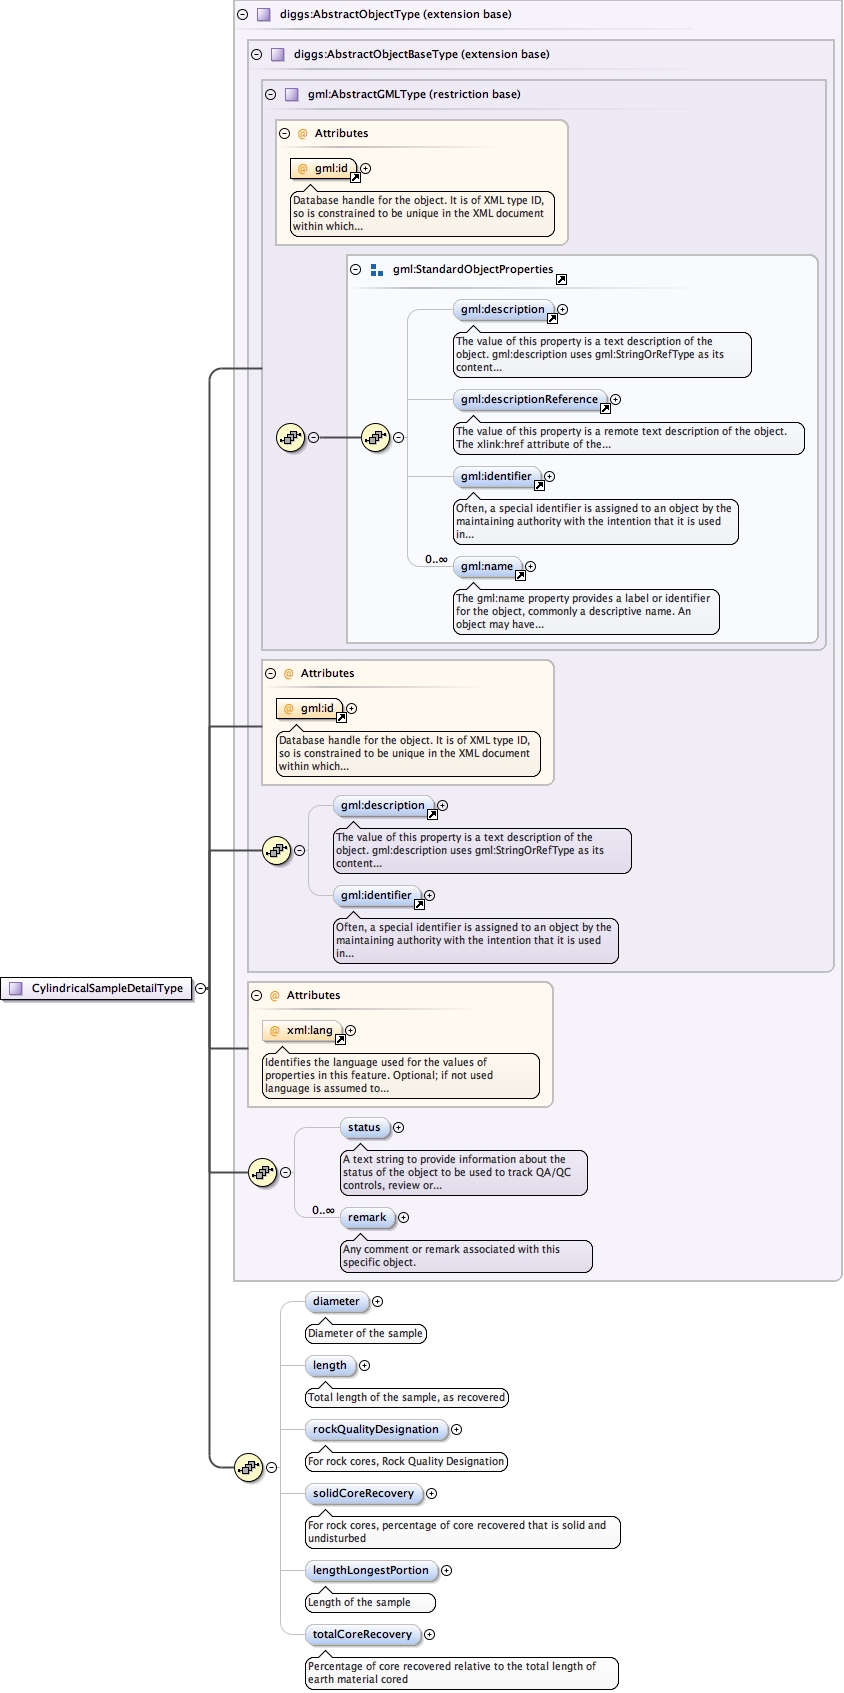 diggs:AbstractObjectType (extension base)
diggs:AbstractObjectBaseType (extension base)
gml:AbstractGMLType (restriction base)
@ Attributes
@ gml:id
Database handle for the object. It is of XML type ID,
so is constrained to be unique in the XML document
within which...
gml:StandardObjectProperties
gml:description
The value of this property is a text description of the
object. gml:description uses gml:StringOrRefType as its
content...
gml:descriptionReference
The value of this property is a remote text description of the object.
The xlink:href attribute of the...
gml:identifier
Often, a special identifier is assigned to an object by the
maintaining authority with the intention that it is used
in...
0..∞
gml:name
The gml:name property provides a label or identifier
for the object, commonly a descriptive name. An
object may have...
@ Attributes
@ gml:id
Database handle for the object. It is of XML type ID,
so is constrained to be unique in the XML document
within which...
gml:description
The value of this property is a text description of the
object. gml:description uses gml:StringOrRefType as its
content...
gml:identifier
Often, a special identifier is assigned to an object by the
maintaining authority with the intention that it is used
in...
CylindricalSampleDetailType
@ Attributes
@ xml:lang
Identifies the language used for the values of
properties in this feature. Optional; if not used
language is assumed to...
status
A text string to provide information about the
status of the object to be used to track QA/QC
controls, review or...
0..∞
remark
Any comment or remark associated with this
specific object.
diameter
Diameter of the sample
length
Total length of the sample, as recovered
rockQualityDesignation
For rock cores, Rock Quality Designation
solidCoreRecovery
For rock cores, percentage of core recovered that is solid and
undisturbed
lengthLongestPortion
Length of the sample
totalCoreRecovery
Percentage of core recovered relative to the total length of
earth material cored